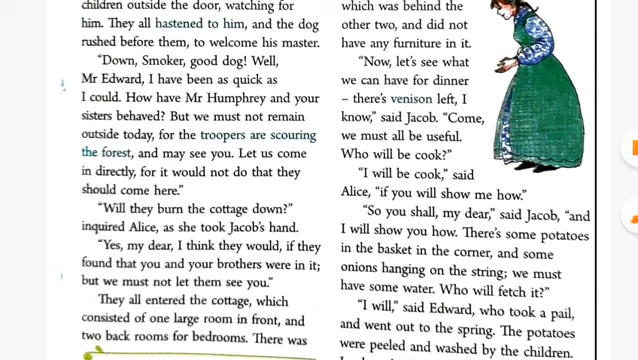 children outside the door, watching for
him. They all hastened to him, and the dog
rushed before them, to welcome his master.
“Down, Smoker, good dog! Well,
Mr Edward, I have been as quick as
I could. How have Mr Humphrey and your
sisters behaved? But we must not remain
outside today, for the troopers are scouring
the forest, and may see you. Let us come
in directly, for it would not do that they
should come here.”
“Will they burn the cottage down?”
inquired Alice, as she took Jacob's hand.
“Yes, my dear, I think they would, if they
found that you and your brothers were in it;
but we must not let them see you.”
They all entered the cottage, which
consisted of one large room in front, and
two back rooms for bedrooms. There was
which was behind the
other two, and did not
have any furniture in it.
“Now, let's see what
we can have for dinner
– there's venison left, I
know,” said Jacob. “Come,
we must all be useful.
Who will be cook?”
“I will be cook,” said
Alice, “if you will show me how.”
“So you shall, my dear,” said Jacob, “and
I will show you how. There's some potatoes
in the basket in the corner, and some
onions hanging on the string; we must
have some water. Who will fetch it?”
“I will,” said Edward, who took a pail,
and went out to the spring. The potatoes
were peeled and washed by the children.